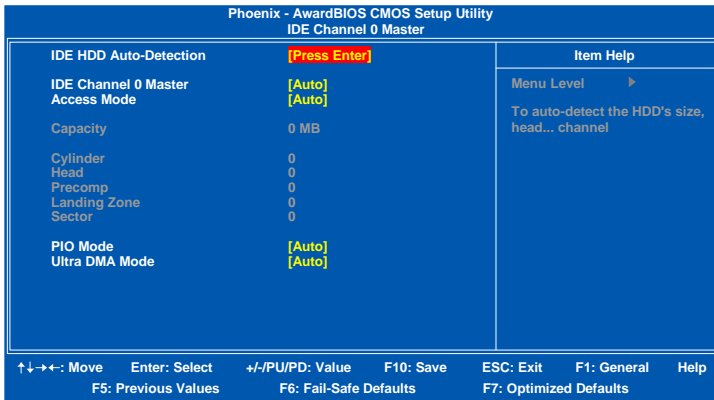 Phoenix - AwardBIOS CMOS Setup Utility
IDE Channel 0 Master
IDE HDD Auto-Detection [Press Enter]
IDE Channel 0 Master [Auto]
Access Mode [Auto]
Capacity 0 MB
Cylinder 0
Head 0
Precomp 0
Landing Zone 0
Sector 0
PIO Mode [Auto]
Ultra DMA Mode [Auto]
Item Help
Menu Level
To auto-detect the HDD's size,
head... channel
↑↓→←: Move Enter: Select +/-/PU/PD: Value F10: Save ESC: Exit F1: General Help
F5: Previous Values F6: Fail-Safe Defaults F7: Optimized Defaults